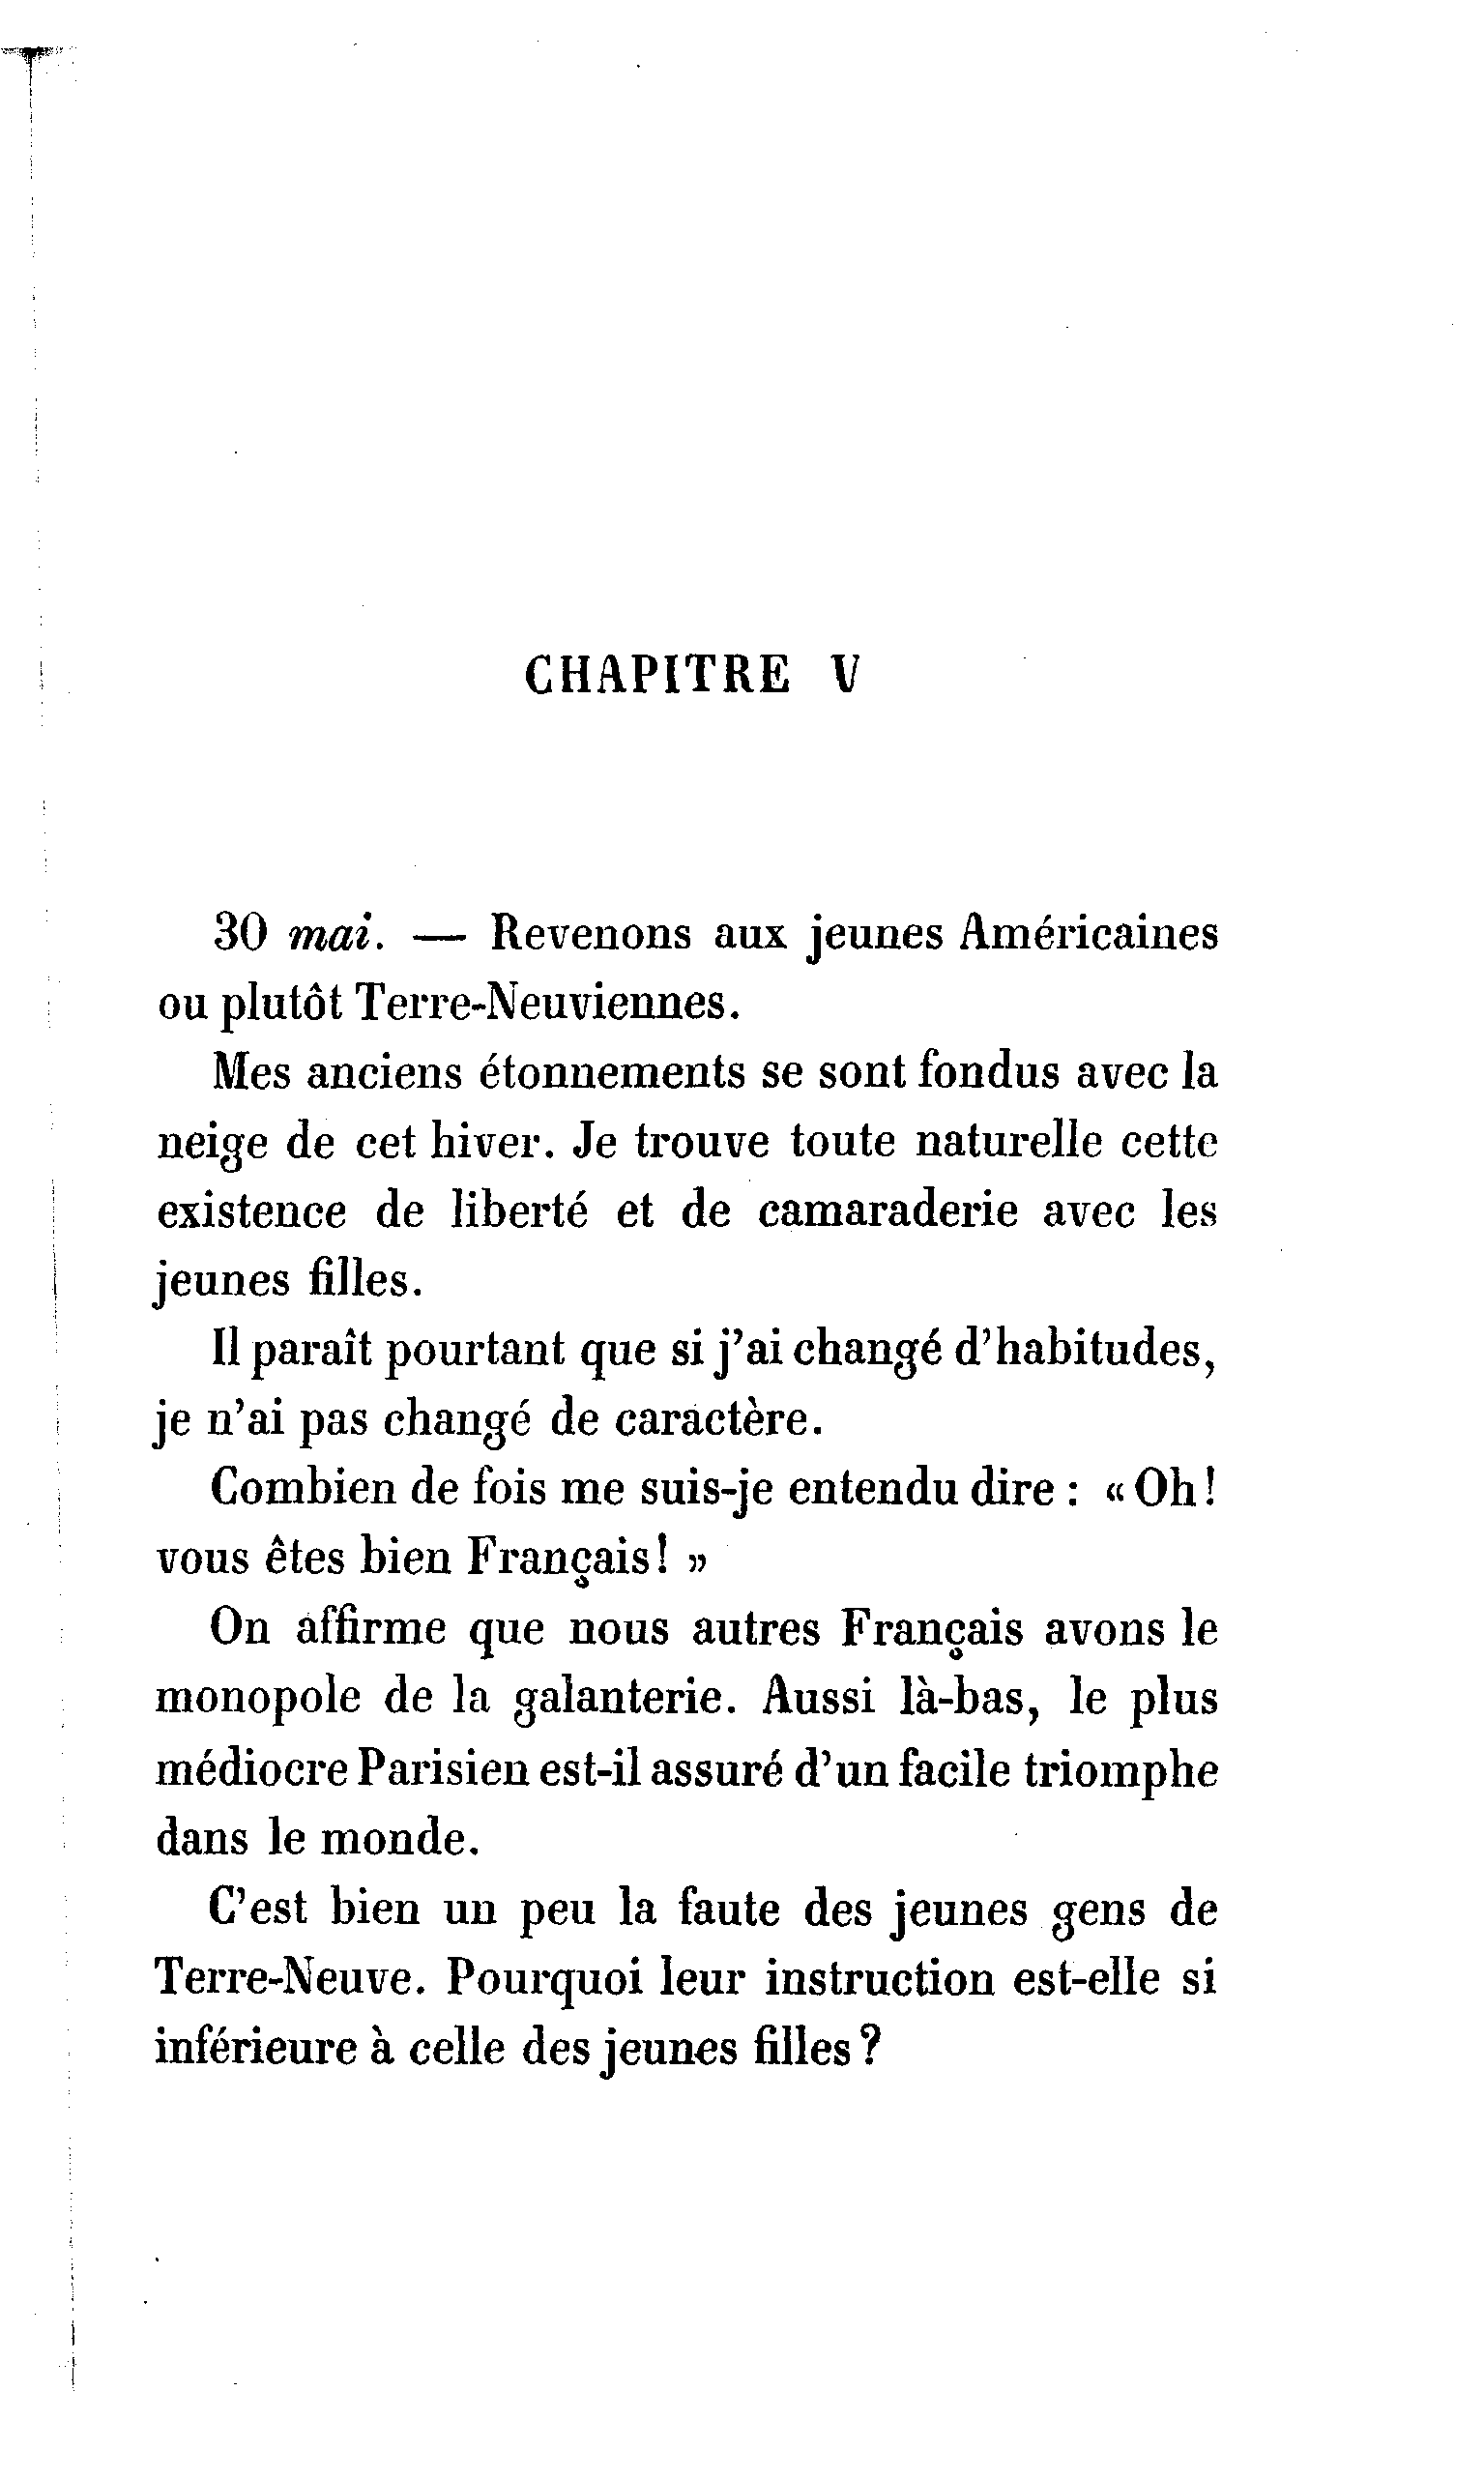 CHAPITRE V
30 mai. — Revenons aux jeunes Américaines
ou plutôt Terre-Neuviennes.
Mes anciens étonnements se sont fondus avec la
neige de cet hiver. Je trouve toute naturelle cette
existence de liberté et de camaraderie avec les
jeunes filles.
Il paraît pourtant que si j'ai changé d'habitudes,
je n'ai pas changé de caractère.
Combien de fois me suis-je entendu dire : « Oh!
vous êtes bien Français! »
On affirme que nous autres Français avons le
monopole de la galanterie. Aussi là-bas, le plus
médiocre Parisien est-il assuré d'un facile triomphe
dans le monde.
C'est bien un peu la faute des jeunes gens de
Terre-Neuve. Pourquoi leur instruction est-elle si
inférieure à celle des jeunes filles ?